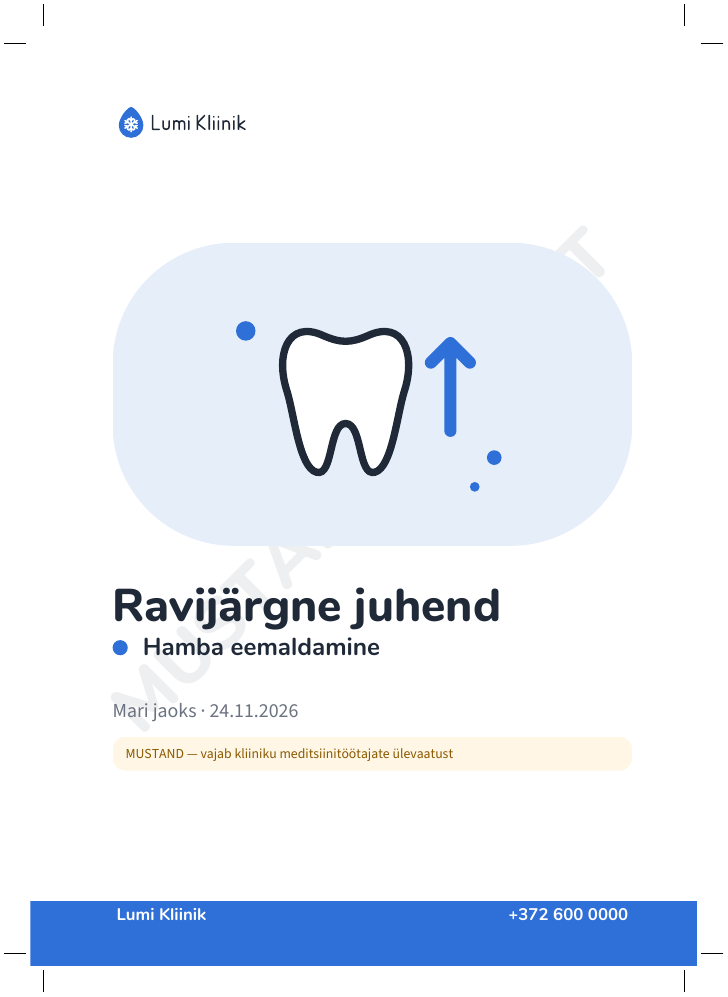 Lumi Kliinik
Ravijärgne juhend
Hamba eemaldamine
Mari jaoks · 24.11.2026
MUSTAND — vajab kliiniku meditsiinitöötajate ülevaatust
Lumi Kliinik
+372 600 0000